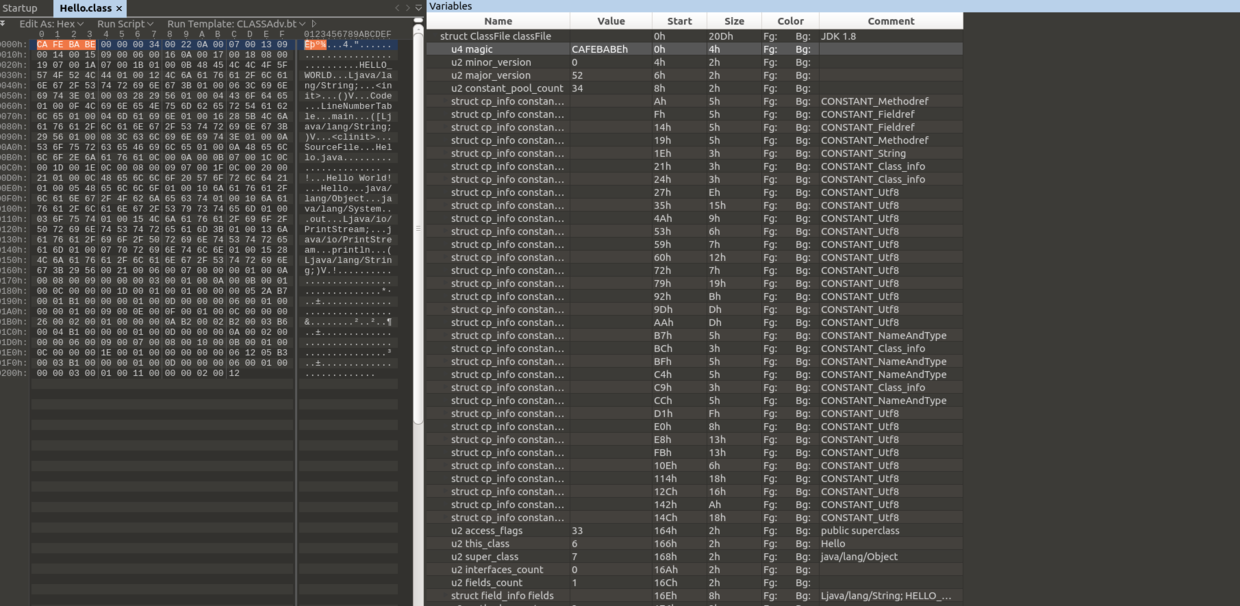 Startup Hello.class ×
Edit As: Hex Run Script Run Template: CLASSAdv.bt
0 1 2 3 4 5 6 7 8 9 A B C D E F 0123456789ABCDEF
0000h: CA FE BA BE 00 00 00 34 00 22 0A 00 07 00 13 09 Êþº¾...4."......
0010h: 00 14 00 15 09 00 06 00 16 0A 00 17 00 18 08 00 ................
0020h: 19 07 00 1A 07 00 1B 01 00 0B 48 45 4C 4C 4F 5F ..........HELLO_
0030h: 57 4F 52 4C 44 01 00 12 4C 6A 61 76 61 2F 6C 61 WORLD...Ljava/la
0040h: 6E 67 2F 53 74 72 69 6E 67 3B 01 00 06 3C 69 6E ng/String;...<in
0050h: 69 74 3E 01 00 03 28 29 56 01 00 04 43 6F 64 65 it>...()V...Code
0060h: 01 00 0F 4C 69 6E 65 4E 75 6D 62 65 72 54 61 62 ...LineNumberTab
0070h: 6C 65 01 00 04 6D 61 69 6E 01 00 16 28 5B 4C 6A le...main...([Lj
0080h: 61 76 61 2F 6C 61 6E 67 2F 53 74 72 69 6E 67 3B ava/lang/String;
0090h: 29 56 01 00 08 3C 63 6C 69 6E 69 74 3E 01 00 0A )V...<clinit>...
00A0h: 53 6F 75 72 63 65 46 69 6C 65 01 00 0A 48 65 6C SourceFile...Hel
00B0h: 6C 6F 2E 6A 61 76 61 0C 00 0A 00 0B 07 00 1C 0C lo.java.........
00C0h: 00 1D 00 1E 0C 00 08 00 09 07 00 1F 0C 00 20 00 .............. .
00D0h: 21 01 00 0C 48 65 6C 6C 6F 20 57 6F 72 6C 64 21 !...Hello World!
00E0h: 01 00 05 48 65 6C 6C 6F 01 00 10 6A 61 76 61 2F ...Hello...java/
00F0h: 6C 61 6E 67 2F 4F 62 6A 65 63 74 01 00 10 6A 61 lang/Object...ja
0100h: 76 61 2F 6C 61 6E 67 2F 53 79 73 74 65 6D 01 00 va/lang/System..
0110h: 03 6F 75 74 01 00 15 4C 6A 61 76 61 2F 69 6F 2F .out...Ljava/io/
0120h: 50 72 69 6E 74 53 74 72 65 61 6D 3B 01 00 13 6A PrintStream;...j
0130h: 61 76 61 2F 69 6F 2F 50 72 69 6E 74 53 74 72 65 ava/io/PrintStre
0140h: 61 6D 01 00 07 70 72 69 6E 74 6C 6E 01 00 15 28 am...println...(
0150h: 4C 6A 61 76 61 2F 6C 61 6E 67 2F 53 74 72 69 6E Ljava/lang/Strin
0160h: 67 3B 29 56 00 21 00 06 00 07 00 00 00 01 00 0A g;)V.!..........
0170h: 00 08 00 09 00 00 00 03 00 01 00 0A 00 0B 00 01 ................
0180h: 00 0C 00 00 00 1D 00 01 00 01 00 00 00 05 2A B7 ..............*·
0190h: 00 01 B1 00 00 00 01 00 0D 00 00 00 06 00 01 00 ..±.............
01A0h: 00 00 01 00 09 00 0E 00 0F 00 01 00 0C 00 00 00 ................
01B0h: 26 00 02 00 01 00 00 00 0A B2 00 02 B2 00 03 B6 &........²..²..¶
01C0h: 00 04 B1 00 00 00 01 00 0D 00 00 00 0A 00 02 00 ..±.............
01D0h: 00 00 06 00 09 00 07 00 08 00 10 00 0B 00 01 00 ................
01E0h: 0C 00 00 00 1E 00 01 00 00 00 00 00 06 12 05 B3 ...............³
01F0h: 00 03 B1 00 00 00 01 00 0D 00 00 00 06 00 01 00 ..±.............
0200h: 00 00 03 00 01 00 11 00 00 00 02 00 12 .............
Variables
Name Value Start Size Color Comment
struct ClassFile classFile 0h 20Dh Fg: Bg: JDK 1.8
u4 magic CAFEBABEh 0h 4h Fg: Bg:
u2 minor_version 0 4h 2h Fg: Bg:
u2 major_version 52 6h 2h Fg: Bg:
u2 constant_pool_count 34 8h 2h Fg: Bg:
struct cp_info constan... Ah 5h Fg: Bg: CONSTANT_Methodref
struct cp_info constan... Fh 5h Fg: Bg: CONSTANT_Fieldref
struct cp_info constan... 14h 5h Fg: Bg: CONSTANT_Fieldref
struct cp_info constan... 19h 5h Fg: Bg: CONSTANT_Methodref
struct cp_info constan... 1Eh 3h Fg: Bg: CONSTANT_String
struct cp_info constan... 21h 3h Fg: Bg: CONSTANT_Class_info
struct cp_info constan... 24h 3h Fg: Bg: CONSTANT_Class_info
struct cp_info constan... 27h Eh Fg: Bg: CONSTANT_Utf8
struct cp_info constan... 35h 15h Fg: Bg: CONSTANT_Utf8
struct cp_info constan... 4Ah 9h Fg: Bg: CONSTANT_Utf8
struct cp_info constan... 53h 6h Fg: Bg: CONSTANT_Utf8
struct cp_info constan... 59h 7h Fg: Bg: CONSTANT_Utf8
struct cp_info constan... 60h 12h Fg: Bg: CONSTANT_Utf8
struct cp_info constan... 72h 7h Fg: Bg: CONSTANT_Utf8
struct cp_info constan... 79h 19h Fg: Bg: CONSTANT_Utf8
struct cp_info constan... 92h Bh Fg: Bg: CONSTANT_Utf8
struct cp_info constan... 9Dh Dh Fg: Bg: CONSTANT_Utf8
struct cp_info constan... AAh Dh Fg: Bg: CONSTANT_Utf8
struct cp_info constan... B7h 5h Fg: Bg: CONSTANT_NameAndType
struct cp_info constan... BCh 3h Fg: Bg: CONSTANT_Class_info
struct cp_info constan... BFh 5h Fg: Bg: CONSTANT_NameAndType
struct cp_info constan... C4h 5h Fg: Bg: CONSTANT_NameAndType
struct cp_info constan... C9h 3h Fg: Bg: CONSTANT_Class_info
struct cp_info constan... CCh 5h Fg: Bg: CONSTANT_NameAndType
struct cp_info constan... D1h Fh Fg: Bg: CONSTANT_Utf8
struct cp_info constan... E0h 8h Fg: Bg: CONSTANT_Utf8
struct cp_info constan... E8h 13h Fg: Bg: CONSTANT_Utf8
struct cp_info constan... FBh 13h Fg: Bg: CONSTANT_Utf8
struct cp_info constan... 10Eh 6h Fg: Bg: CONSTANT_Utf8
struct cp_info constan... 114h 18h Fg: Bg: CONSTANT_Utf8
struct cp_info constan... 12Ch 16h Fg: Bg: CONSTANT_Utf8
struct cp_info constan... 142h Ah Fg: Bg: CONSTANT_Utf8
struct cp_info constan... 14Ch 18h Fg: Bg: CONSTANT_Utf8
u2 access_flags 33 164h 2h Fg: Bg: public superclass
u2 this_class 6 166h 2h Fg: Bg: Hello
u2 super_class 7 168h 2h Fg: Bg: java/lang/Object
u2 interfaces_count 0 16Ah 2h Fg: Bg:
u2 fields_count 1 16Ch 2h Fg: Bg:
struct field_info fields 16Eh 8h Fg: Bg: Ljava/lang/String; HELLO_...